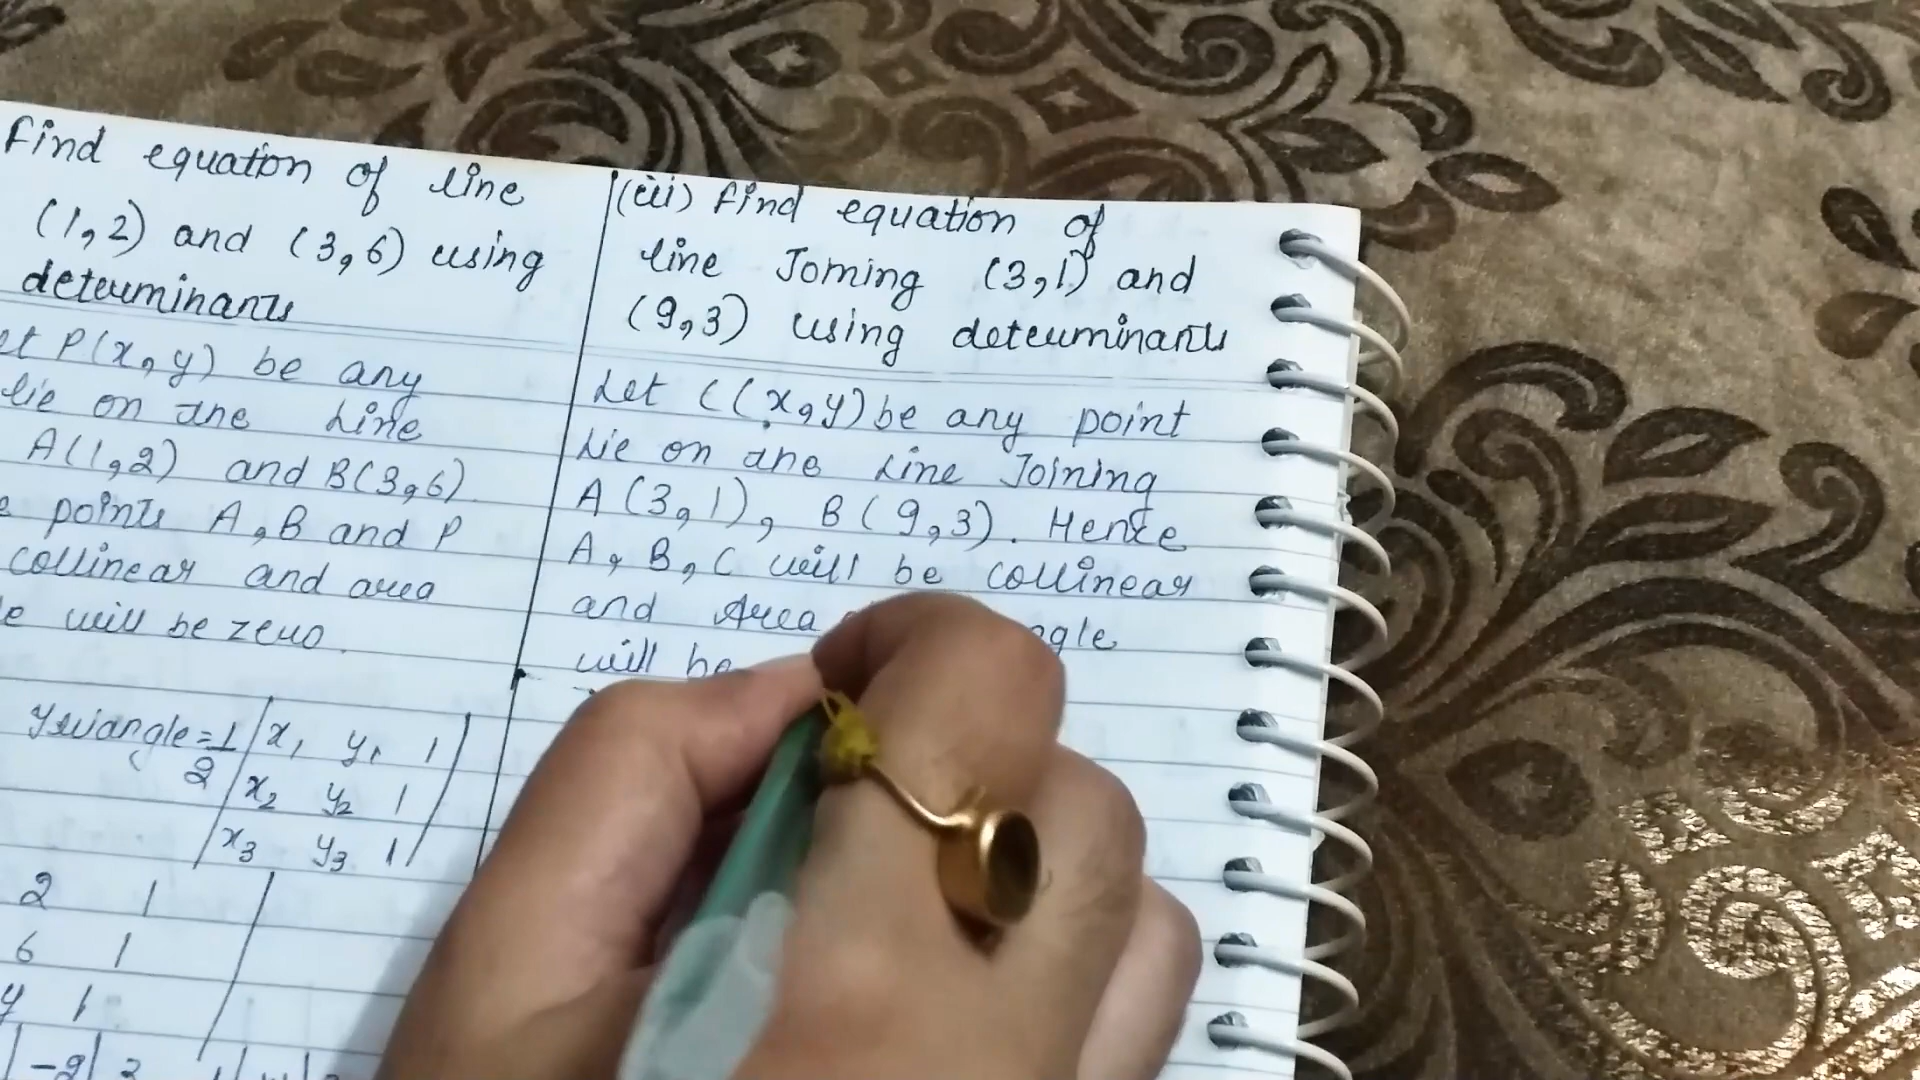 Find equation of line
(1,2) and (3,6) using
determinants
P(x,y) be any
lie on the Line
A(1,2) and B(3,6).
points A,B and P
collinear and area
will be zero.
Triangle = 1/2 | x₁ y₁ 1 |
| x₂ y₂ 1 |
| x₃ y₃ 1 |
2 1
6 1
y 1
(iii) Find equation of
line Joining (3,1) and
(9,3) using determinants
Let C(x,y) be any point
Lie on the Line Joining
A(3,1), B(9,3). Hence
A, B, C will be collinear
and Area
will be